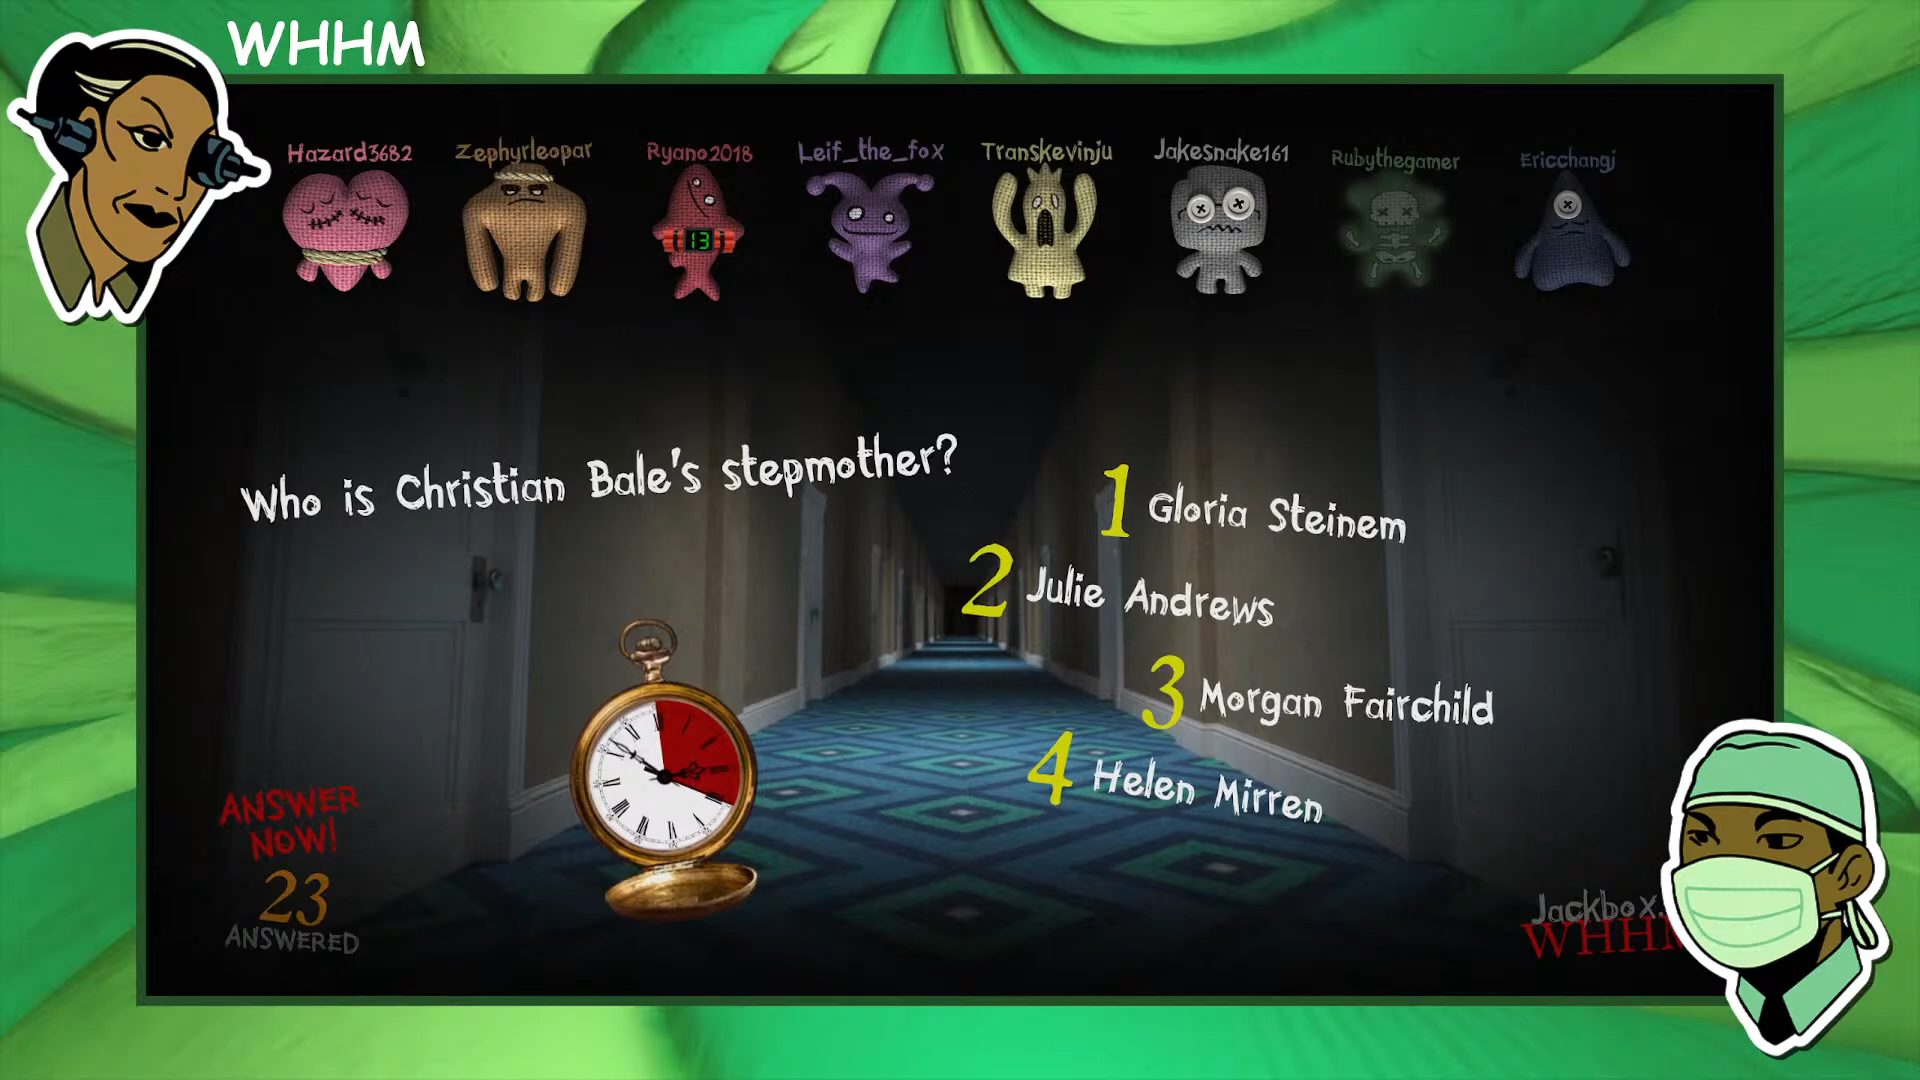 WHHM
Hazard3682
Zephyrleopar
Ryano2018
Leif_the_fox
Transkevinju
Jakesnake161
Rubythegamer
Ericchangj
13
Who is Christian Bale's stepmother?
1 Gloria Steinem
2 Julie Andrews
3 Morgan Fairchild
4 Helen Mirren
ANSWER
NOW!
23
ANSWERED
Jackbox.
WHHM